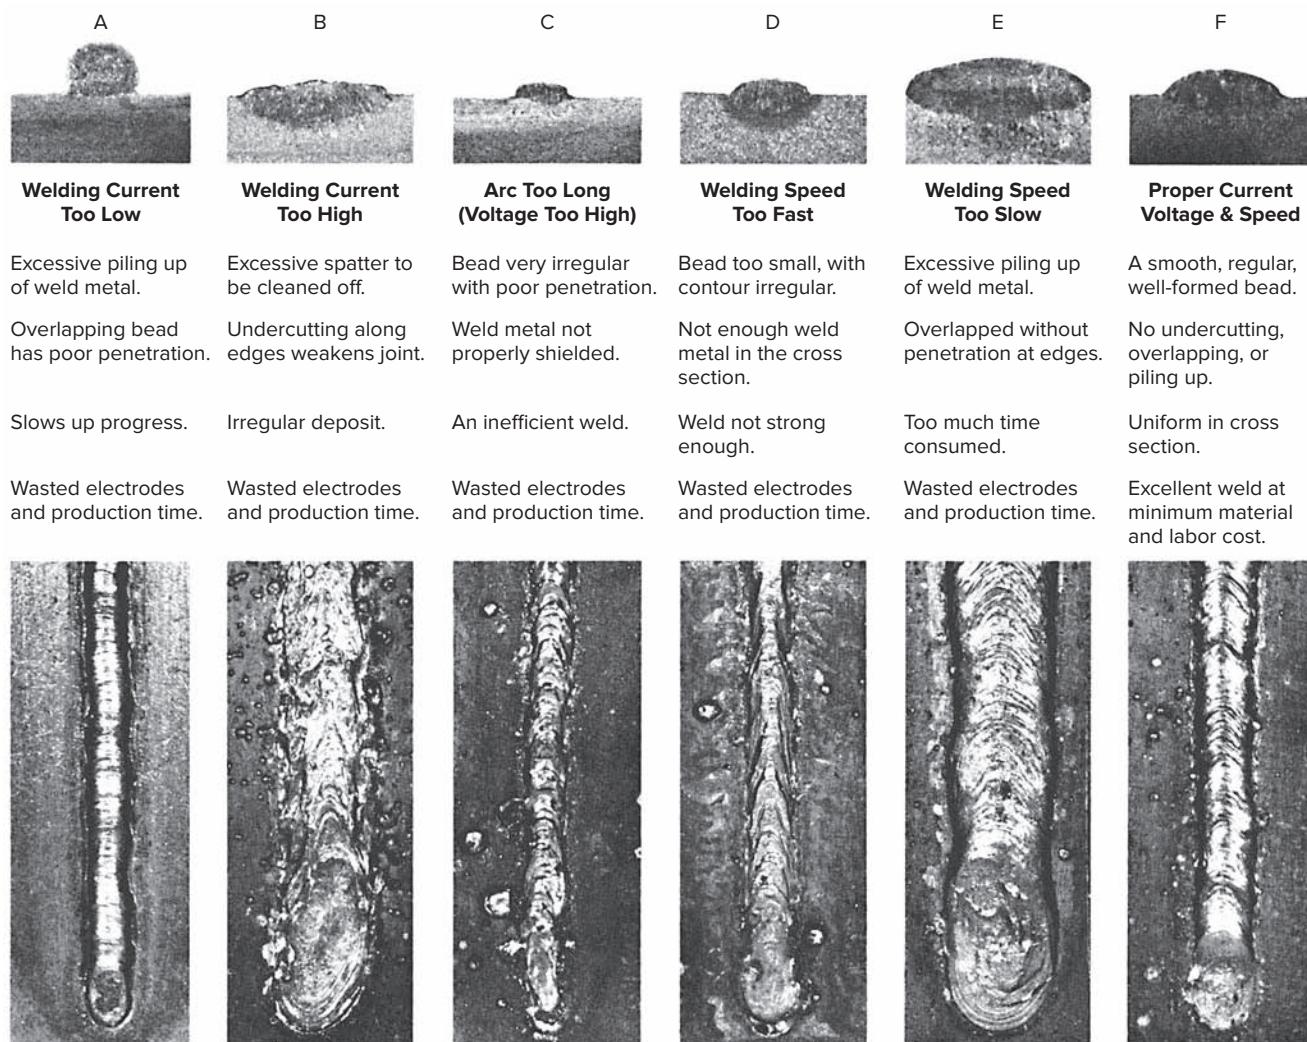 A
B
C
D
E
F
Welding Current
Too Low
Welding Current
Too High
Arc Too Long
(Voltage Too High)
Welding Speed
Too Fast
Welding Speed
Too Slow
Proper Current
Voltage & Speed
Excessive piling up
of weld metal.
Excessive spatter to
be cleaned off.
Bead very irregular
with poor penetration.
Bead too small, with
contour irregular.
Excessive piling up
of weld metal.
A smooth, regular,
well-formed bead.
Overlapping bead
has poor penetration.
Undercutting along
edges weakens joint.
Weld metal not
properly shielded.
Not enough weld
metal in the cross
section.
Overlapped without
penetration at edges.
No undercutting,
overlapping, or
piling up.
Slows up progress.
Irregular deposit.
An inefficient weld.
Weld not strong
enough.
Too much time
consumed.
Uniform in cross
section.
Wasted electrodes
and production time.
Wasted electrodes
and production time.
Wasted electrodes
and production time.
Wasted electrodes
and production time.
Wasted electrodes
and production time.
Excellent weld at
minimum material
and labor cost.